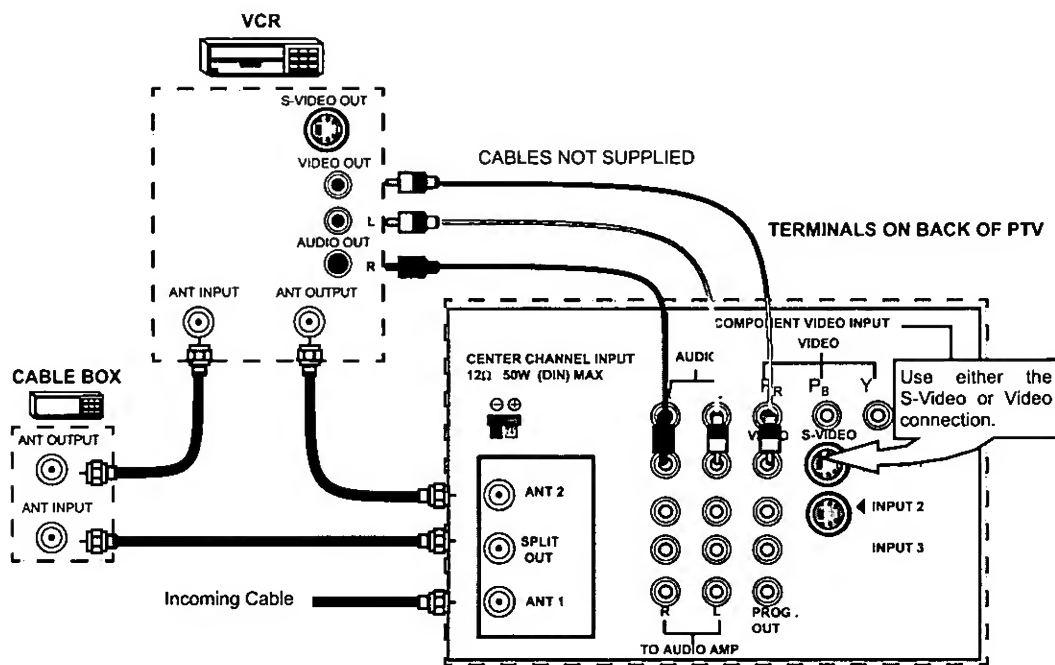 VCR
S-VIDEO OUT
VIDEO OUT
L
AUDIO OUT
R
ANT INPUT
ANT OUTPUT
CABLES NOT SUPPLIED
TERMINALS ON BACK OF PTV
CABLE BOX
ANT OUTPUT
ANT INPUT
Incoming Cable
CENTER CHANNEL INPUT
12Ω 50W (DIN) MAX
COMPONENT VIDEO INPUT
AUDIO
VIDEO
PR
PB
Y
S-VIDEO
Use either the
S-Video or Video
connection.
ANT 2
SPLIT
OUT
ANT 1
INPUT 2
INPUT 3
R
L
PROG.
OUT
TO AUDIO AMP